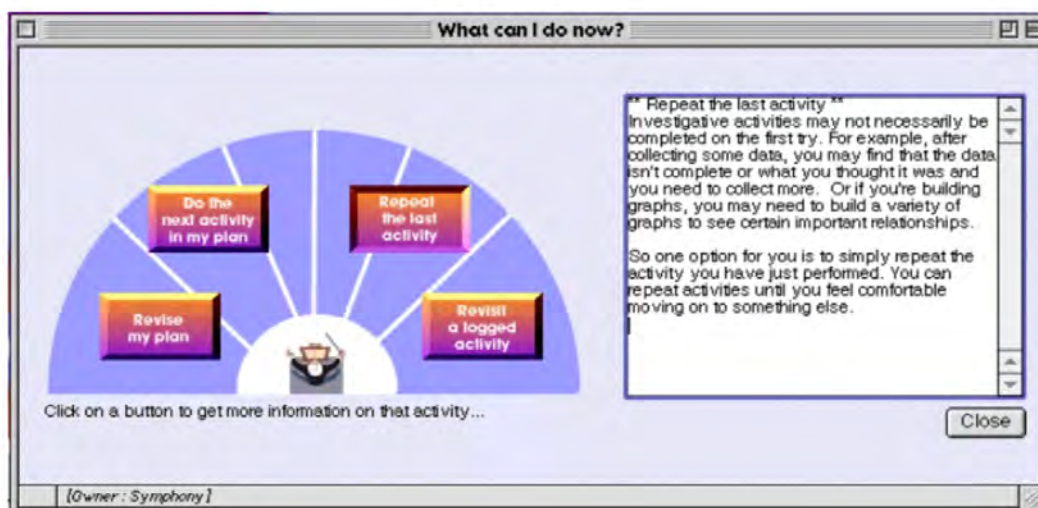 What can I do now?
Do the
next activity
in my plan
Repeat
the last
activity
Revise
my plan
Revisit
a logged
activity
Click on a button to get more information on that activity...
** Repeat the last activity **
Investigative activities may not necessarily be
completed on the first try. For example, after
collecting some data, you may find that the data
isn't complete or what you thought it was and
you need to collect more. Or if you're building
graphs, you may need to build a variety of
graphs to see certain important relationships.
So one option for you is to simply repeat the
activity you have just performed. You can
repeat activities until you feel comfortable
moving on to something else.
Close
[Owner : Symphony]